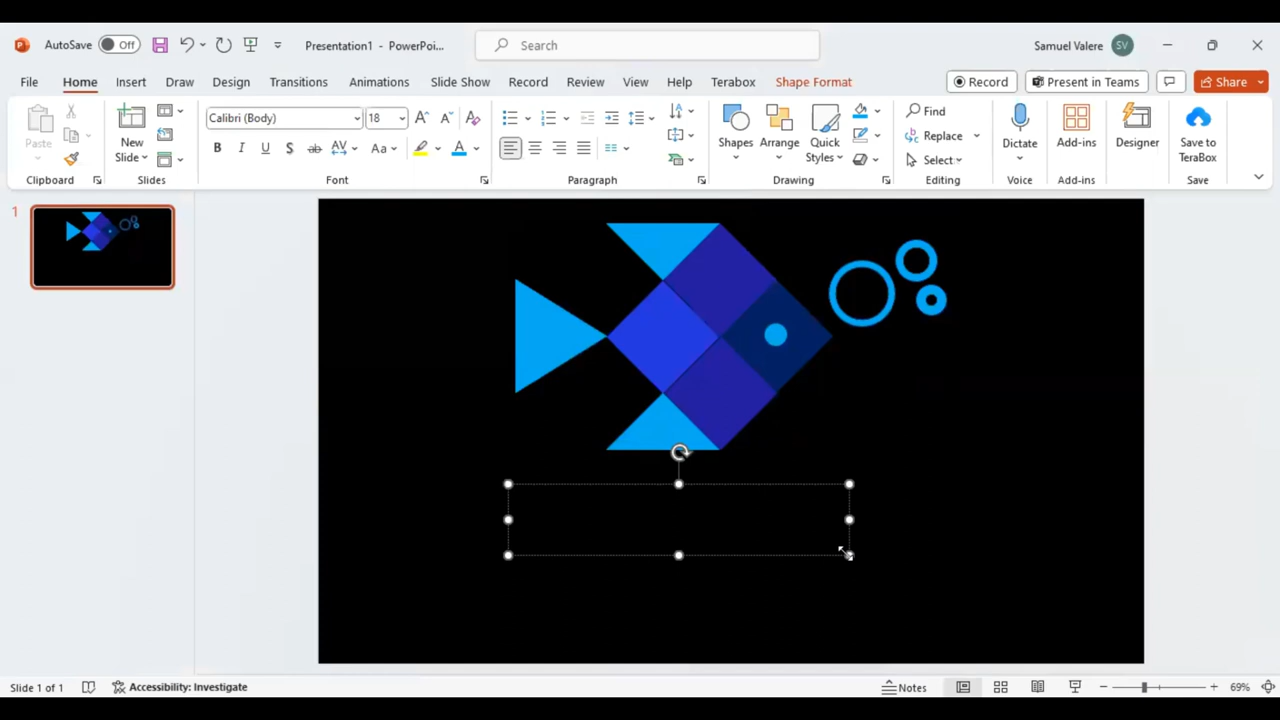 AutoSave Off Presentation1 - PowerPoi... Search Samuel Valere SV
File Home Insert Draw Design Transitions Animations Slide Show Record Review View Help Terabox Shape Format Record Present in Teams Share
Paste
Clipboard
New
Slide
Slides
Calibri (Body) 18
B I U S ab AV Aa A
Font
Paragraph
Shapes Arrange Quick
Styles
Drawing
Find
Replace
Select
Editing
Dictate
Voice
Add-ins
Add-ins
Designer
Save to
TeraBox
Save
1
Slide 1 of 1 Accessibility: Investigate Notes 69%